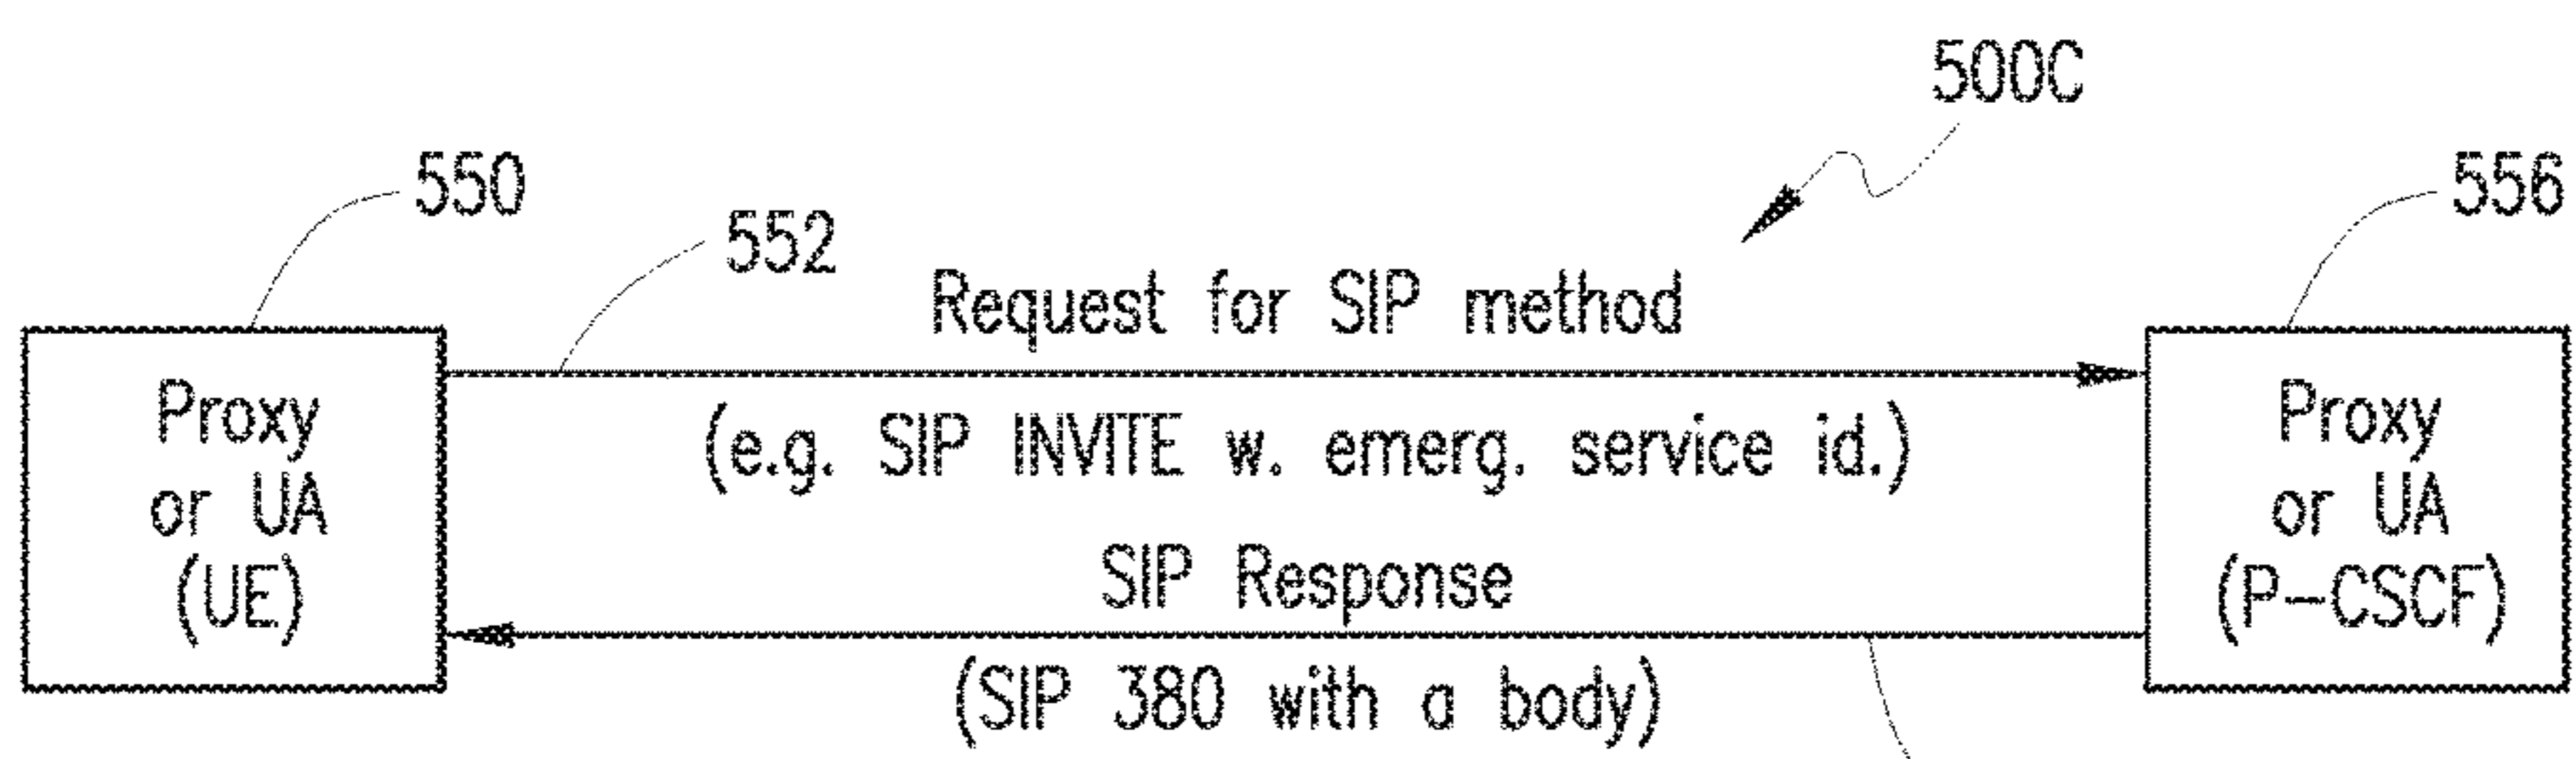 500C
550
556
552
Request for SIP method
(e.g. SIP INVITE w. emerg. service id.)
Proxy
or UA
(UE)
Proxy
or UA
(P-CSCF)
SIP Response
(SIP 380 with a body)